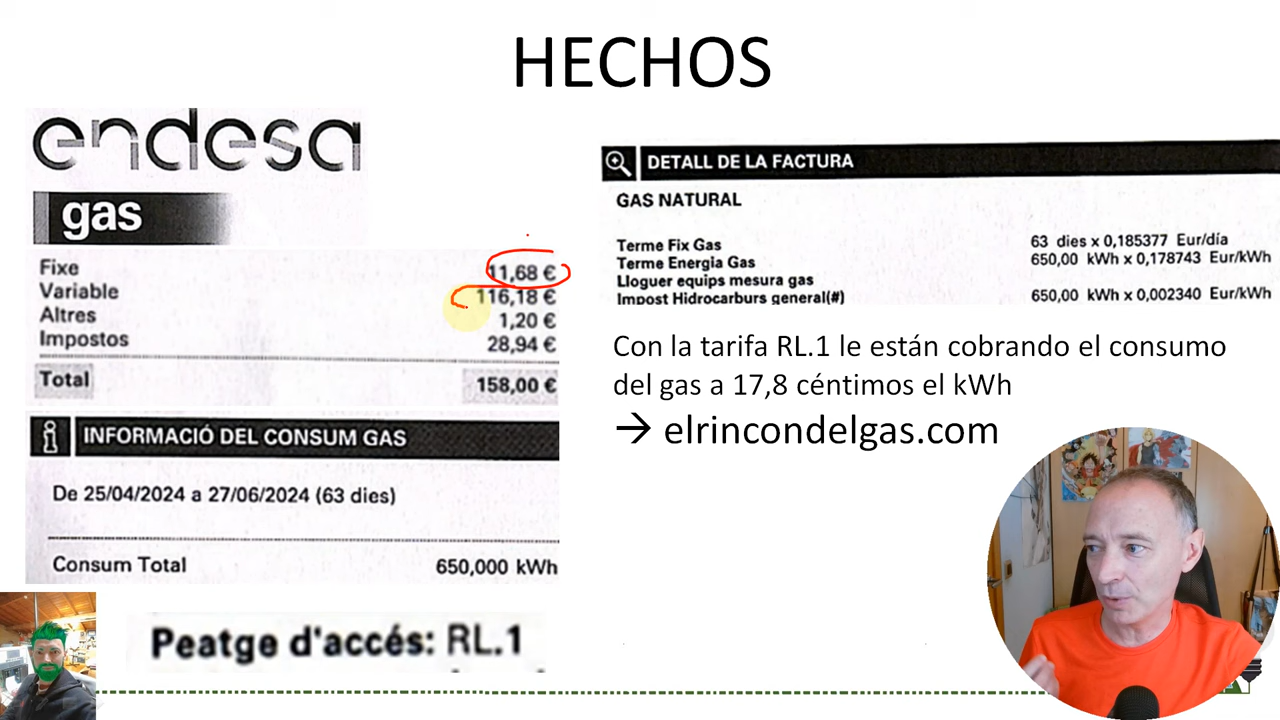 HECHOS
endesa
gas
Fixe 11,68 €
Variable 116,18 €
Altres 1,20 €
Impostos 28,94 €
Total 158,00 €
INFORMACIÓ DEL CONSUM GAS
De 25/04/2024 a 27/06/2024 (63 dies)
Consum Total 650,000 kWh
Peatge d'accés: RL.1
DETALL DE LA FACTURA
GAS NATURAL
Terme Fix Gas 63 dies x 0,185377 Eur/día
Terme Energia Gas 650,00 kWh x 0,178743 Eur/kWh
Lloguer equips mesura gas
Impost Hidrocarburs general(#) 650,00 kWh x 0,002340 Eur/kWh
Con la tarifa RL.1 le están cobrando el consumo
del gas a 17,8 céntimos el kWh
→ elrincondelgas.com